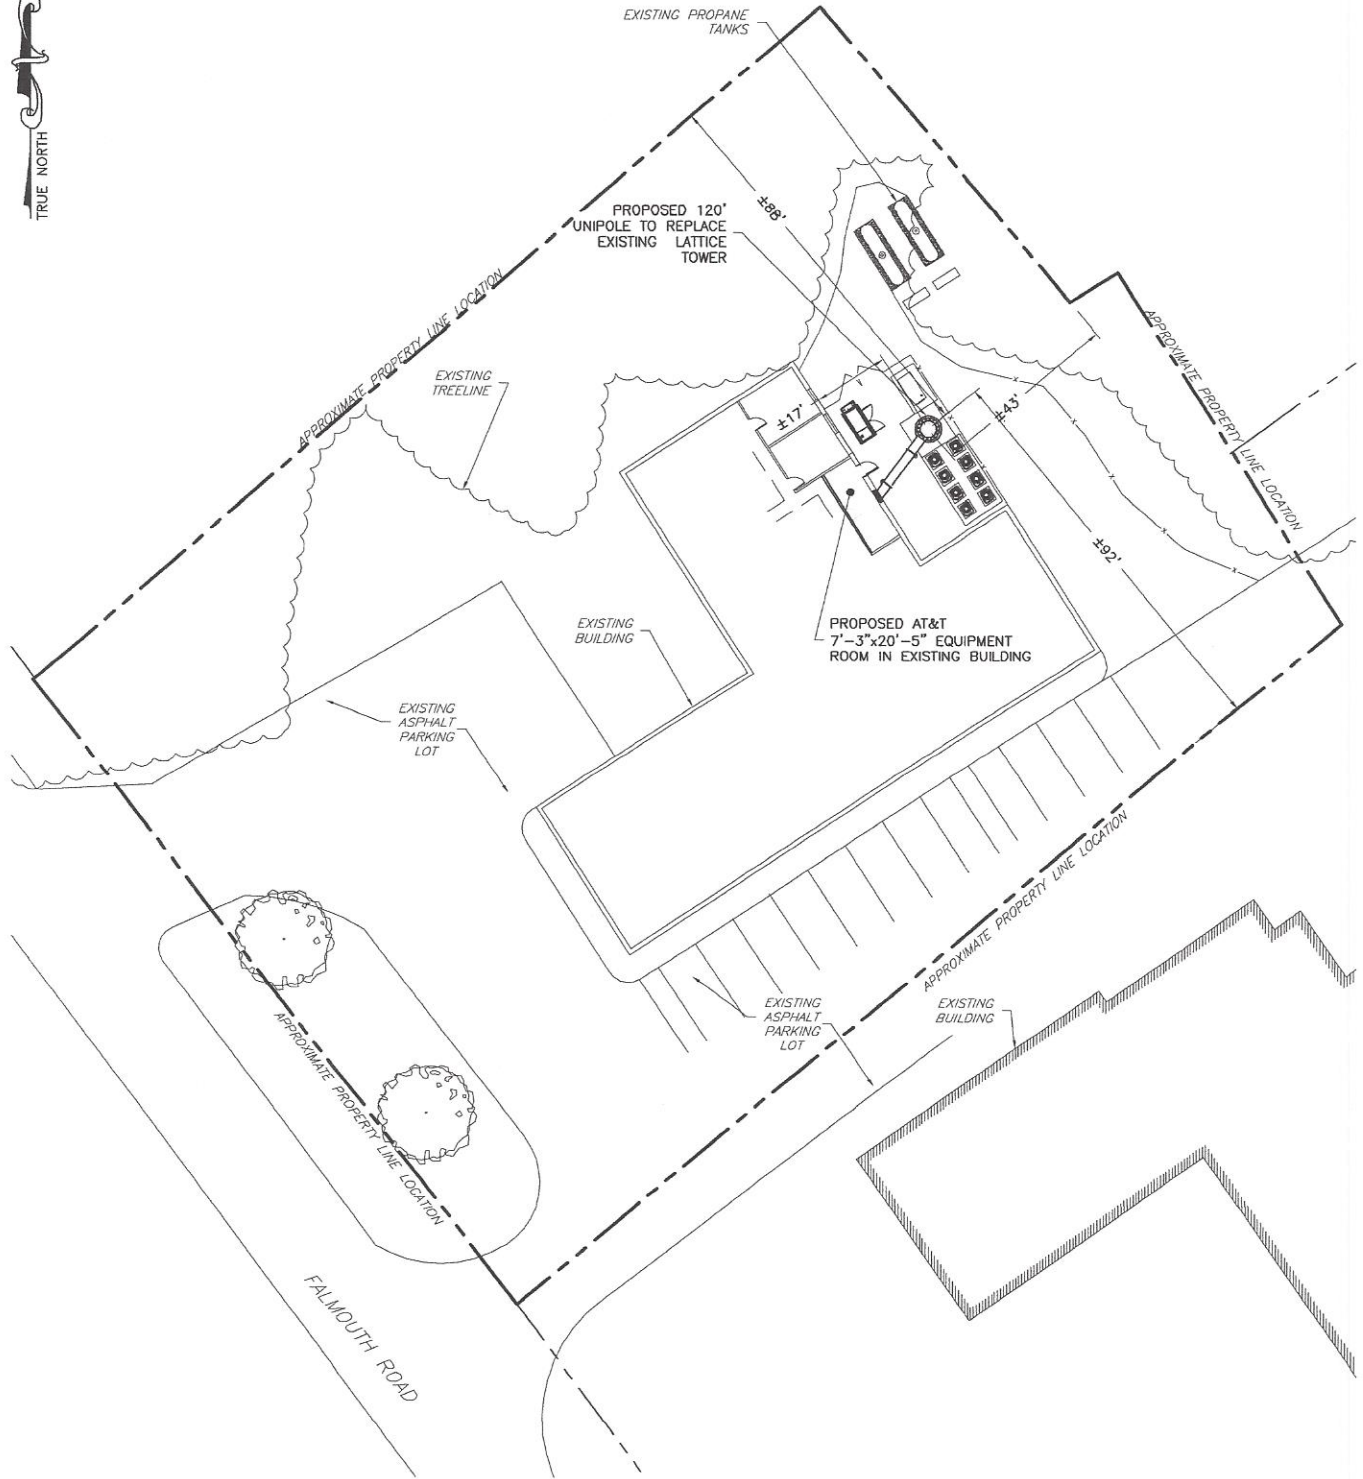 TRUE NORTH
EXISTING PROPANE
TANKS
PROPOSED 120'
UNIPOLE TO REPLACE
EXISTING LATTICE
TOWER
±88'
APPROXIMATE PROPERTY LINE LOCATION
EXISTING
TREELINE
±17'
±43'
APPROXIMATE PROPERTY LINE LOCATION
±92'
EXISTING
BUILDING
PROPOSED AT&T
7'-3"x20'-5" EQUIPMENT
ROOM IN EXISTING BUILDING
EXISTING
ASPHALT
PARKING
LOT
APPROXIMATE PROPERTY LINE LOCATION
EXISTING
ASPHALT
PARKING
LOT
EXISTING
BUILDING
APPROXIMATE PROPERTY LINE LOCATION
FALMOUTH ROAD